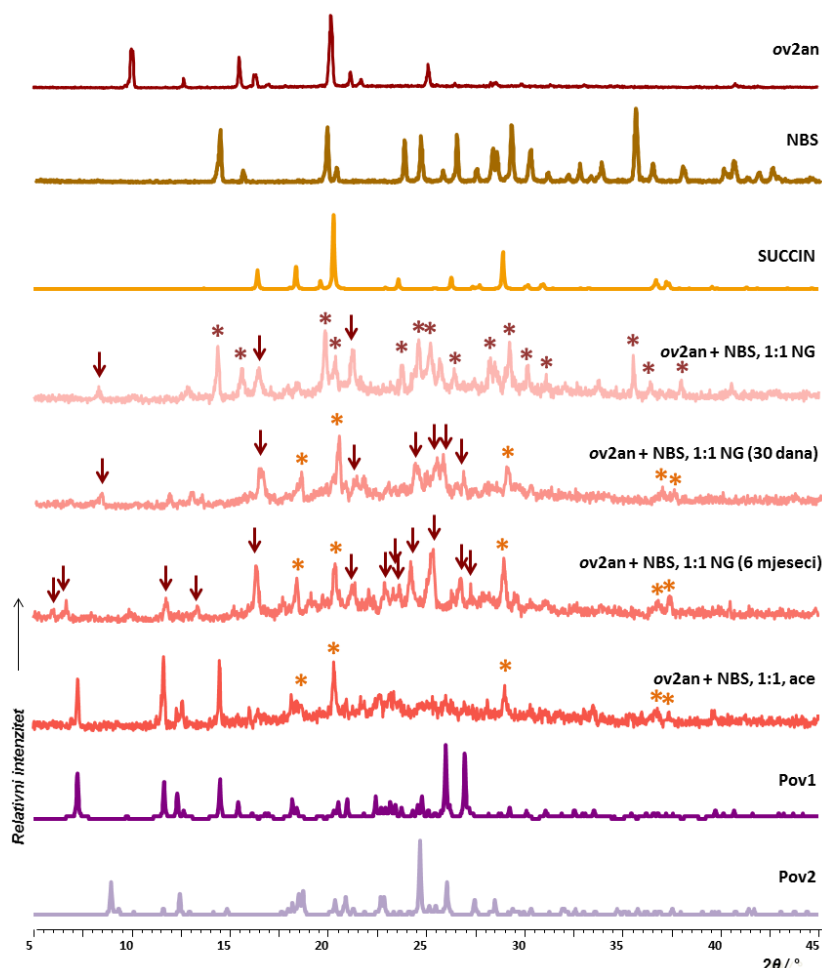 ov2an
NBS
SUCCIN
* * * * * * * * * * * * * *
ov2an + NBS, 1:1 NG
* * * * *
ov2an + NBS, 1:1 NG (30 dana)
* * * * *
ov2an + NBS, 1:1 NG (6 mjeseci)
* * * * *
ov2an + NBS, 1:1, ace
Pov1
Pov2
Relativni intenzitet
5 10 15 20 25 30 35 40 45
2θ / °